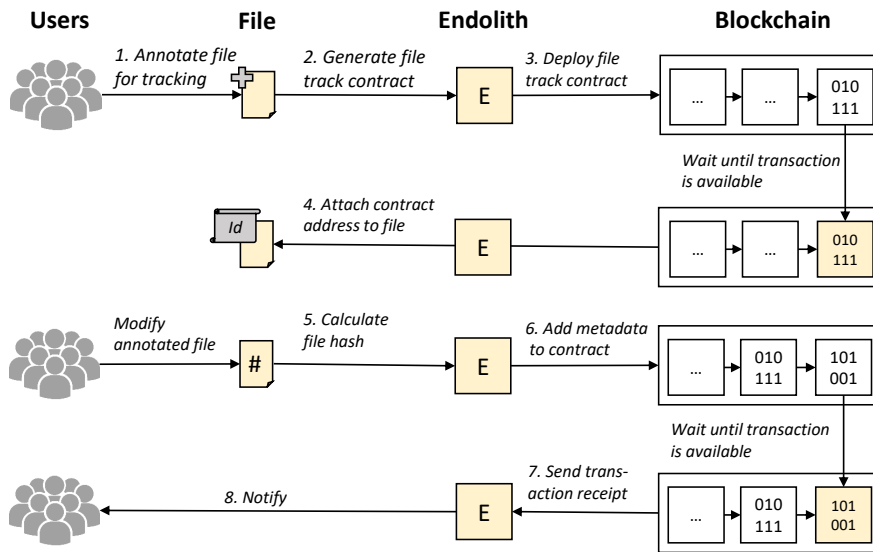 Users
File
Endolith
Blockchain
1. Annotate file
for tracking
2. Generate file
track contract
E
3. Deploy file
track contract
...
...
010
111
Wait until transaction
is available
Id
4. Attach contract
address to file
E
...
...
010
111
Modify
annotated file
#
5. Calculate
file hash
E
6. Add metadata
to contract
...
010
111
101
001
Wait until transaction
is available
8. Notify
E
7. Send trans-
action receipt
...
010
111
101
001